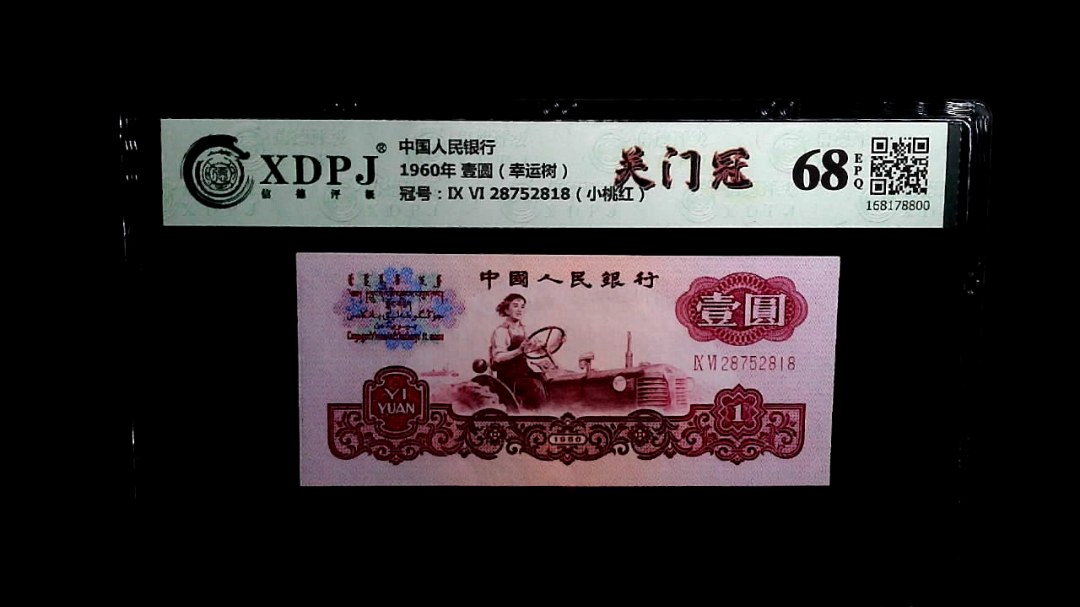 XDPJ®
信德评级
中国人民银行
1960年 壹圆（幸运树）
冠号：IX VI 28752818（小桃红）
关门冠
68
EPQ
168178800
中國人民銀行
壹圓
IX VI 28752818
YI
YUAN
1
1960